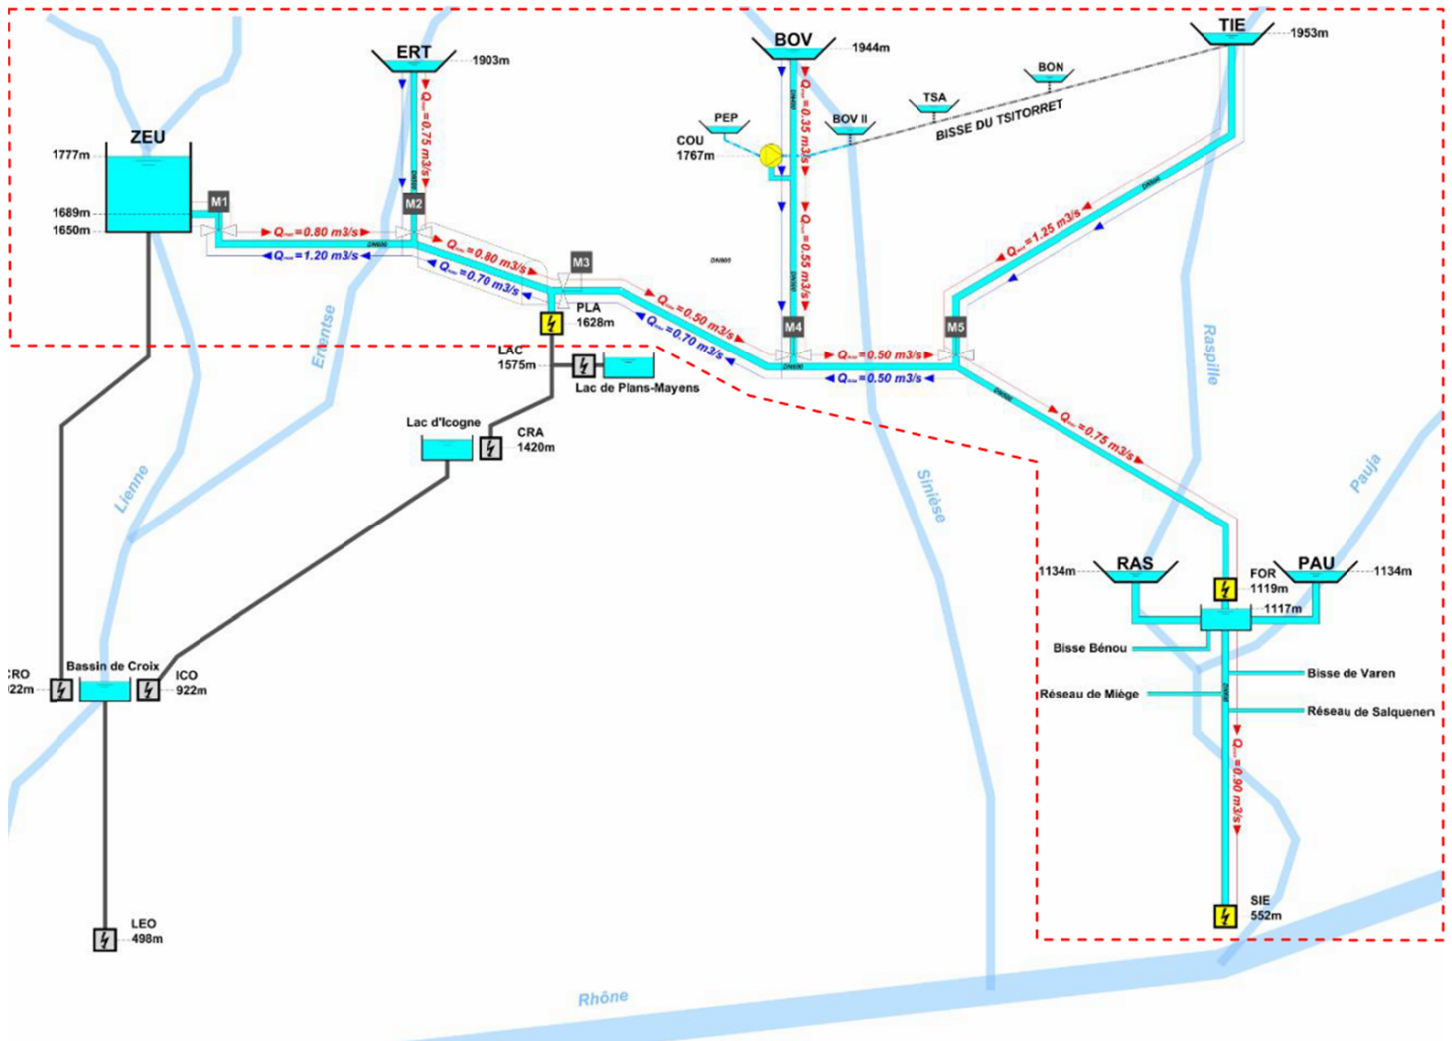 ERT
1903m
BOV
1944m
TIE
1953m
BON
TSA
BISSE DU TSITORRET
PEP
BOV II
COU
1767m
ZEU
1777m
1689m
1650m
M1
M2
M3
M4
M5
DN500
DN600
Qmax=0.75 m3/s
Qmax=0.35 m3/s
Qmax=0.55 m3/s
Qmax=1.25 m3/s
Qmax=0.80 m3/s
Qmax=1.20 m3/s
Qmax=0.80 m3/s
Qmax=0.70 m3/s
PLA
1628m
Qmax=0.50 m3/s
Qmax=0.70 m3/s
Qmax=0.50 m3/s
Qmax=0.50 m3/s
Qmax=0.75 m3/s
LAC
1575m
Lac de Plans-Mayens
Lac d'Icogne
CRA
1420m
Ertentse
Lienne
Sinièse
Raspille
Pauja
RAS
1134m
PAU
1134m
FOR
1119m
1117m
Bisse Bénou
Bisse de Varen
Réseau de Miège
Réseau de Salquenen
Qmax=0.90 m3/s
CRO
922m
Bassin de Croix
ICO
922m
LEO
498m
SIE
552m
Rhône